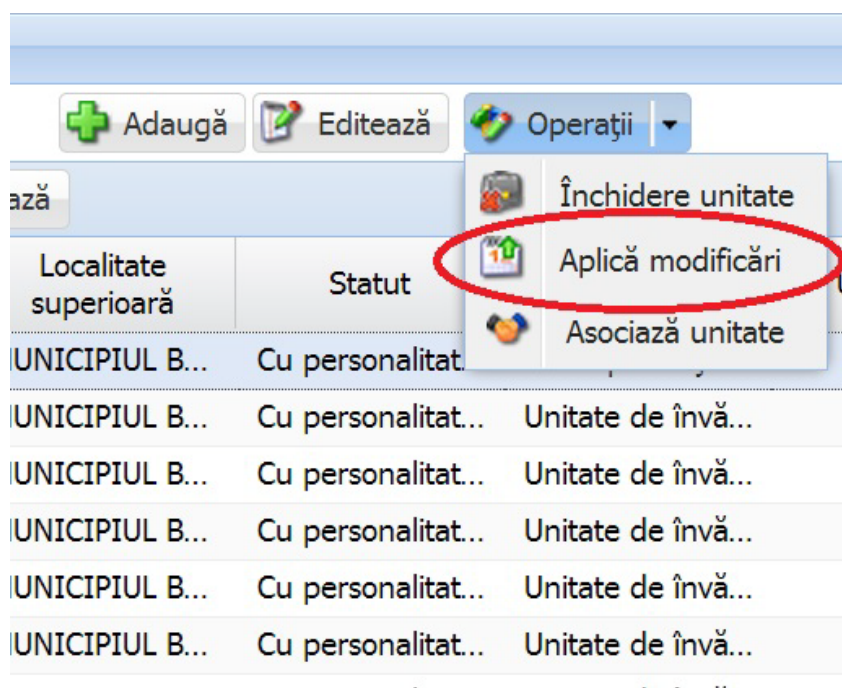 Adaugă Editează Operaţii
ază Închidere unitate
Aplică modificări
Localitate superioară Statut
Asociază unitate
UNICIPIUL B... Cu personalitat.
UNICIPIUL B... Cu personalitat... Unitate de învă...
UNICIPIUL B... Cu personalitat... Unitate de învă...
UNICIPIUL B... Cu personalitat... Unitate de învă...
UNICIPIUL B... Cu personalitat... Unitate de învă...
UNICIPIUL B... Cu personalitat... Unitate de învă...